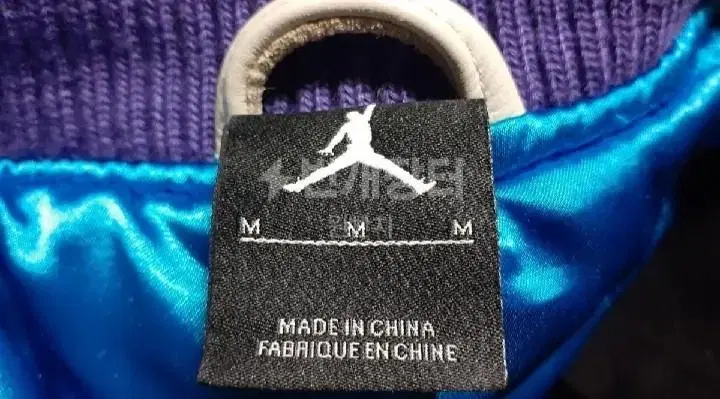 번개장터
M M M
MADE IN CHINA
FABRIQUE EN CHINE